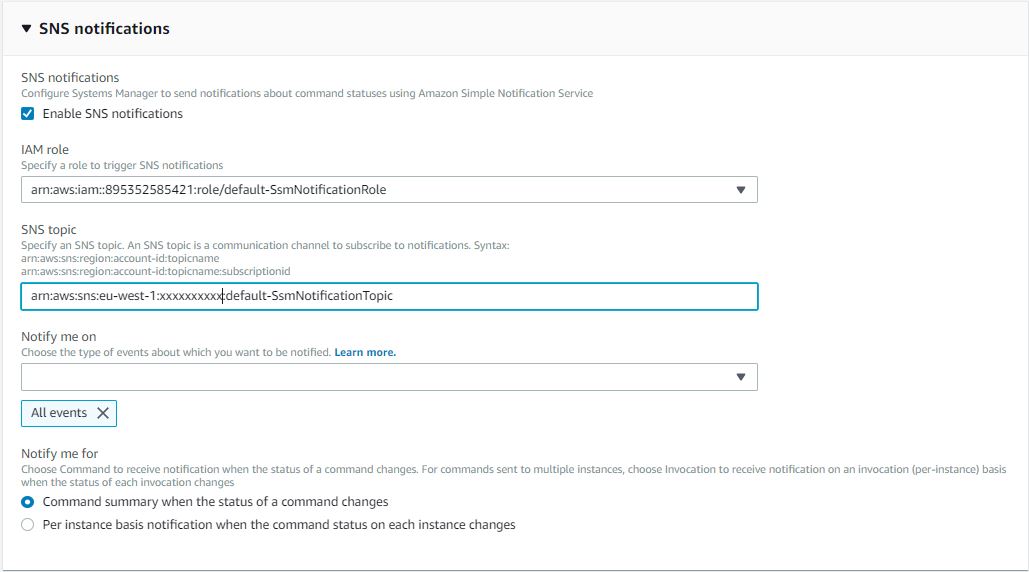 SNS notifications
SNS notifications
Configure Systems Manager to send notifications about command statuses using Amazon Simple Notification Service
Enable SNS notifications
IAM role
Specify a role to trigger SNS notifications
arn:aws:iam::895352585421:role/default-SsmNotificationRole
SNS topic
Specify an SNS topic. An SNS topic is a communication channel to subscribe to notifications. Syntax:
arn:aws:sns:region:account-id:topicname
arn:aws:sns:region:account-id:topicname:subscriptionid
arn:aws:sns:eu-west-1:xxxxxxxxxx:default-SsmNotificationTopic
Notify me on
Choose the type of events about which you want to be notified. Learn more.
All events
Notify me for
Choose Command to receive notification when the status of a command changes. For commands sent to multiple instances, choose Invocation to receive notification on an invocation (per-instance) basis
when the status of each invocation changes
Command summary when the status of a command changes
Per instance basis notification when the command status on each instance changes